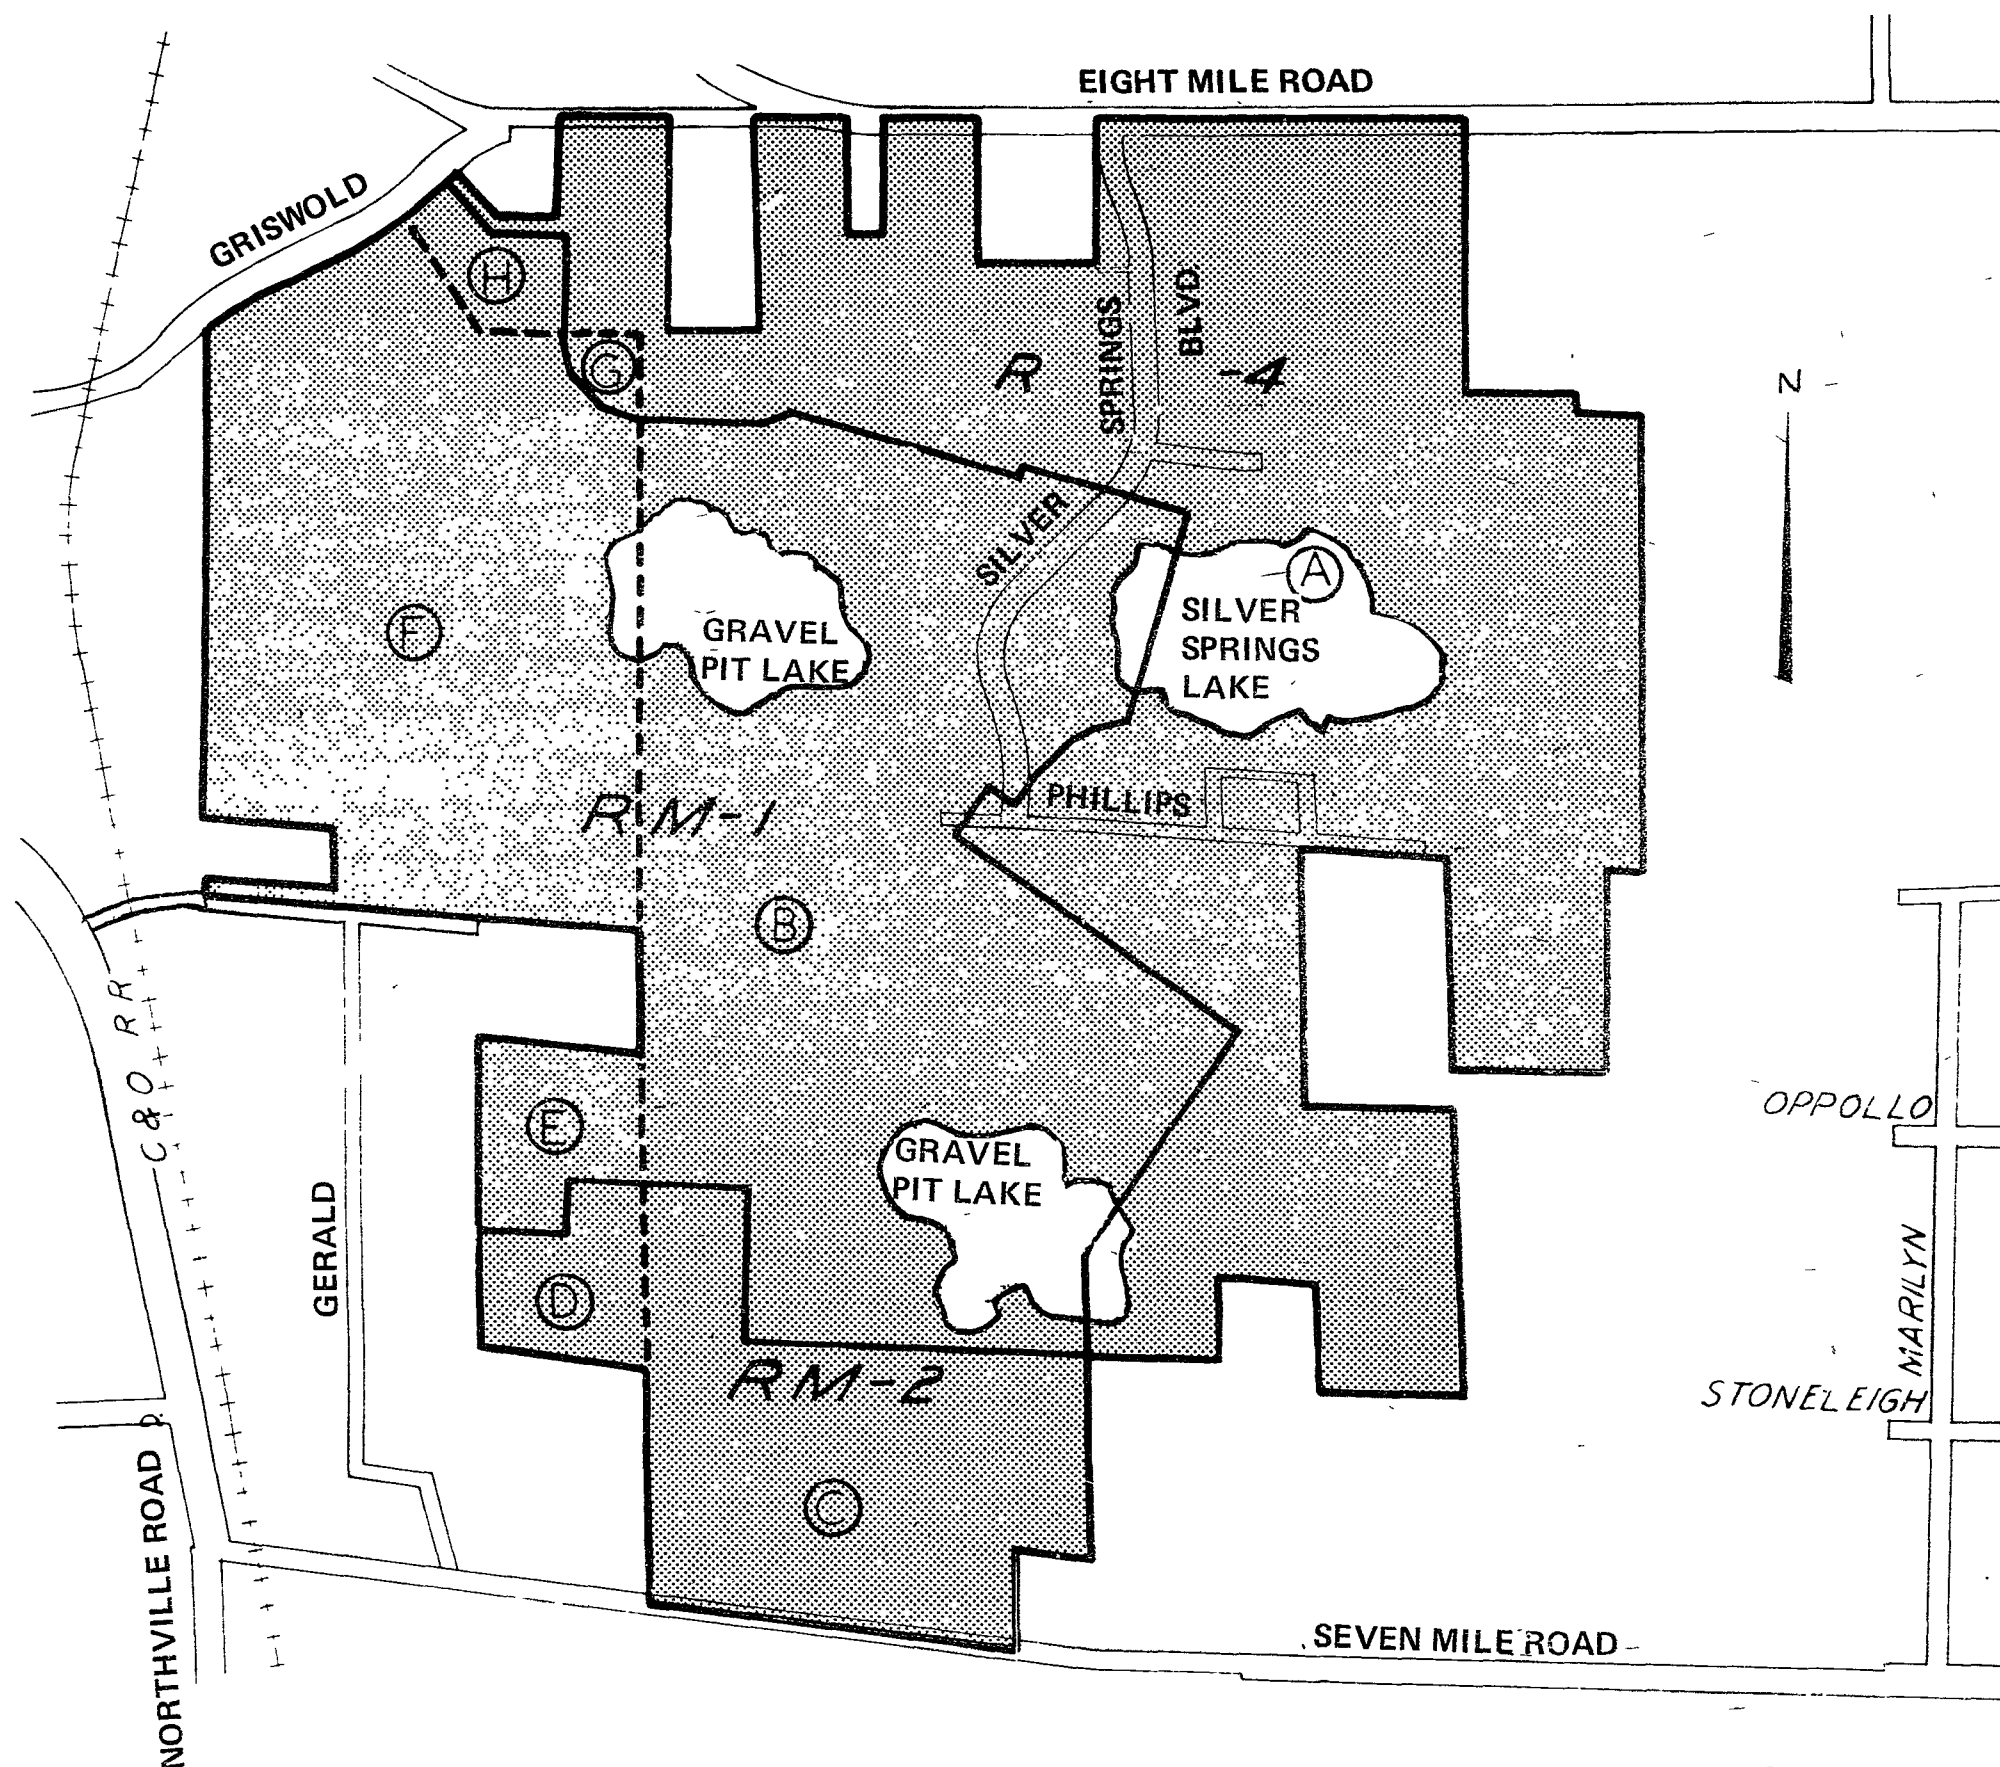 EIGHT MILE ROAD
GRISWOLD
H
G
R -4
SPRINGS
BLVD
N
SILVER
A
SILVER
SPRINGS
LAKE
F
GRAVEL
PIT LAKE
PHILLIPS
RM-1
B
C&O RR
E
GRAVEL
PIT LAKE
OPPOLLO
GERALD
D
MARILYN
STONELEIGH
RM-2
C
NORTHVILLE ROAD
SEVEN MILE ROAD